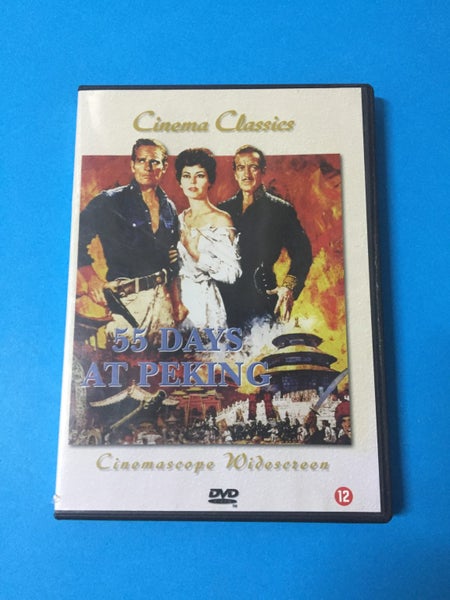 Cinema Classics
55 DAYS
AT PEKING
Cinemascope Widescreen
DVD
12